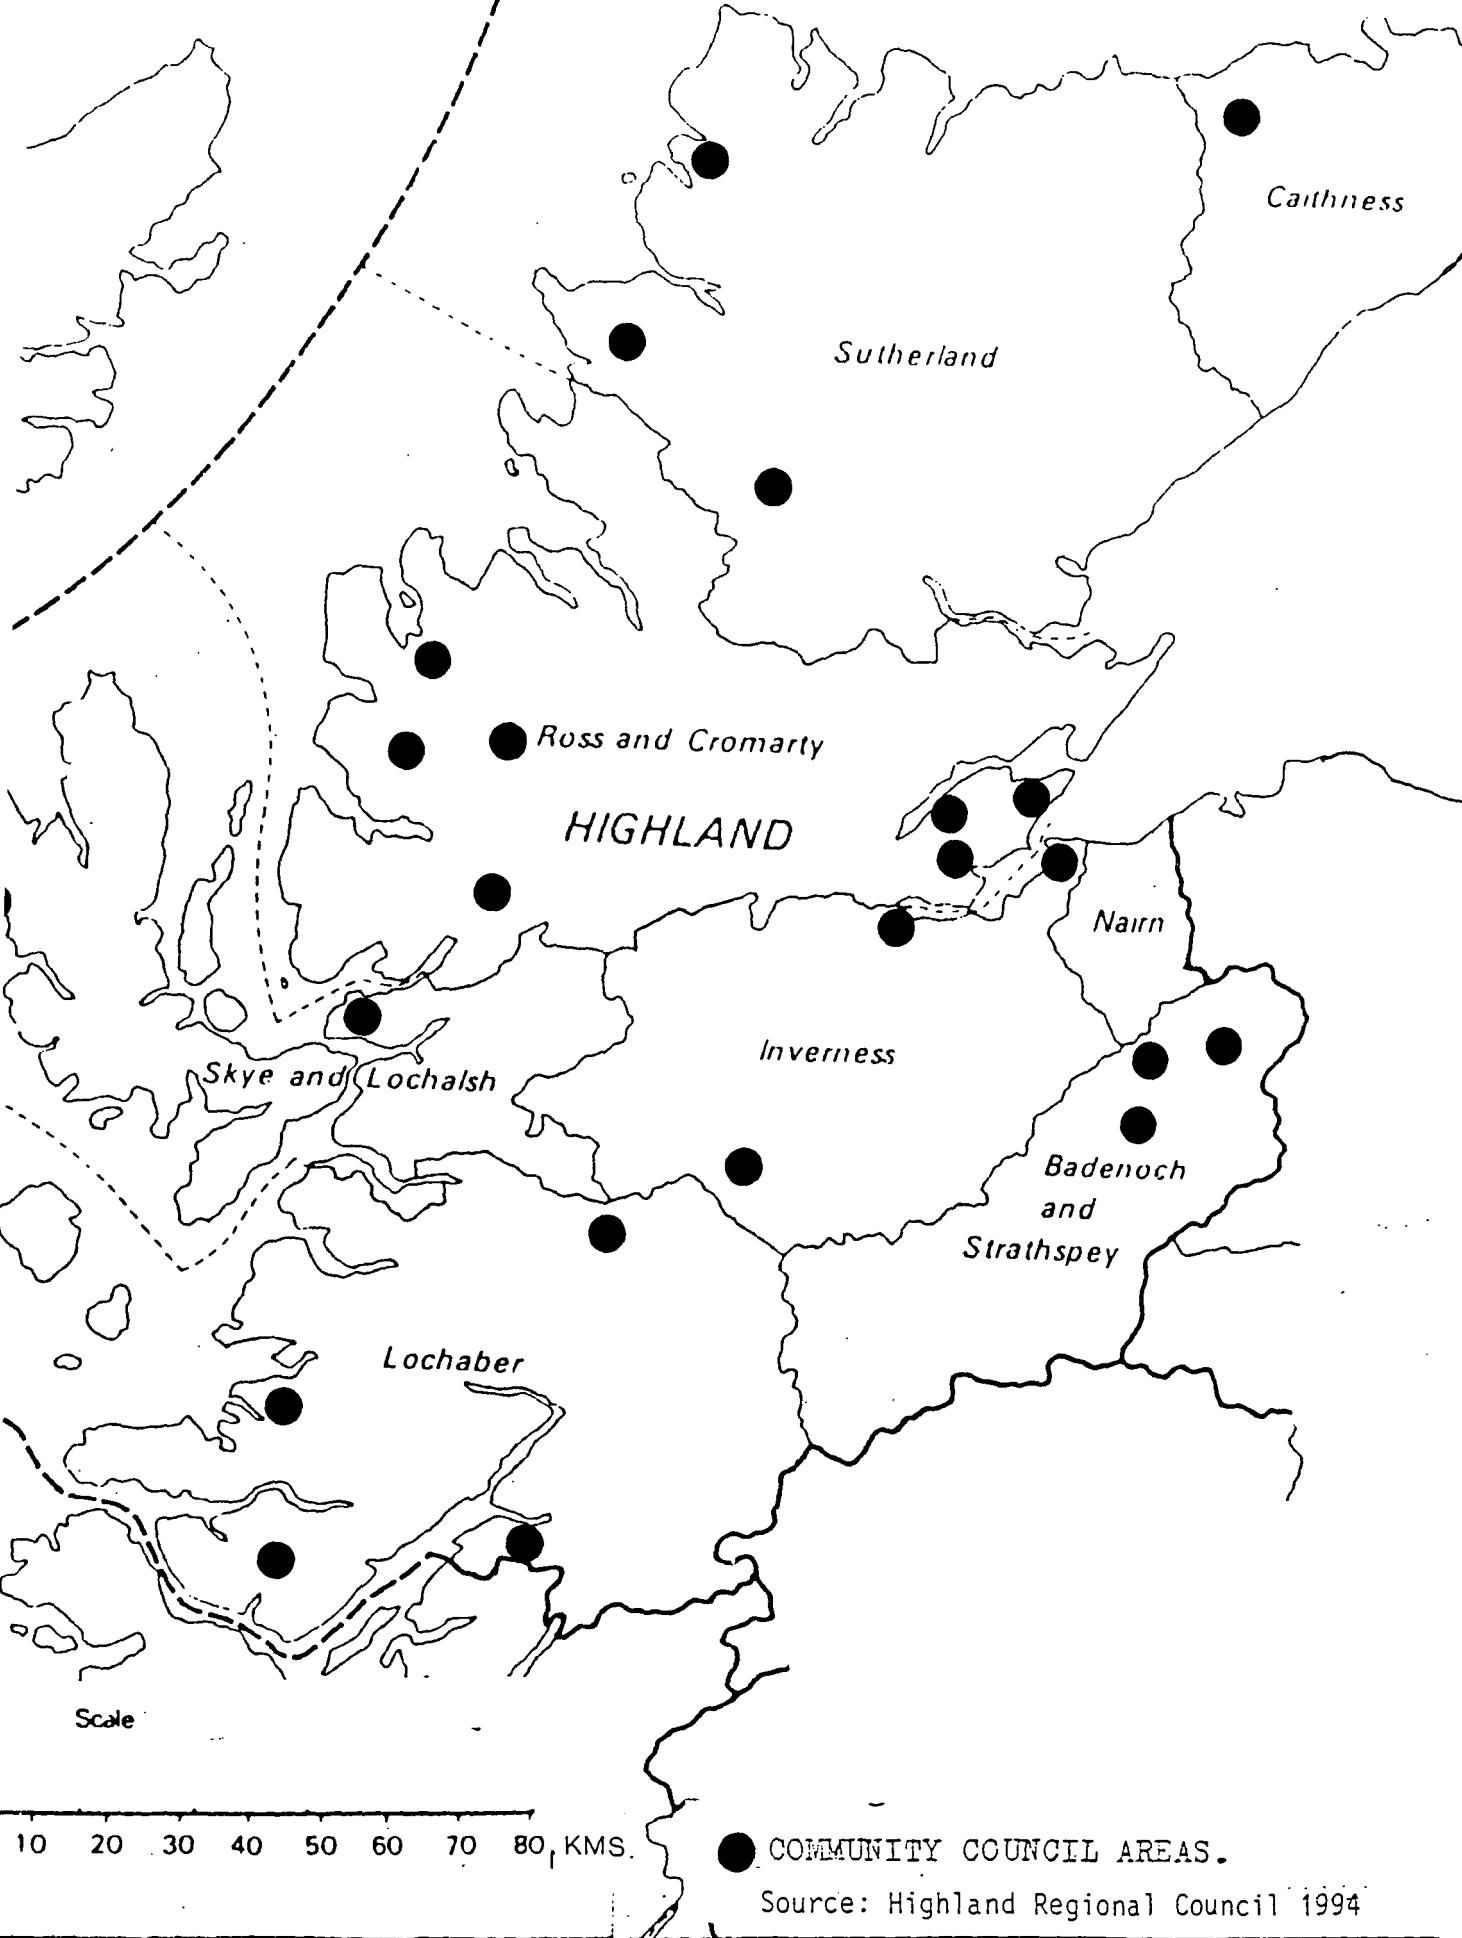 Caithness
Sutherland
Ross and Cromarty
HIGHLAND
Nairn
Inverness
Skye and Lochalsh
Badenoch
and
Strathspey
Lochaber
Scale
10 20 30 40 50 60 70 80 KMS.
COMMUNITY COUNCIL AREAS.
Source: Highland Regional Council 1994